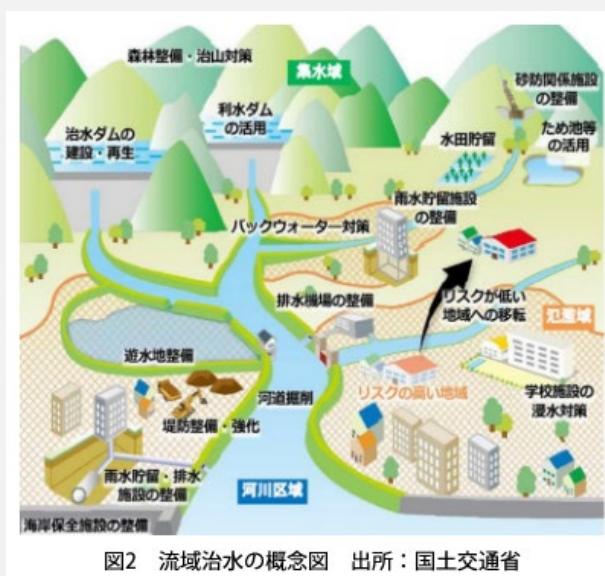 森林整備・治山対策
集水域
砂防関係施設
の整備
治水ダムの
建設・再生
利水ダム
の活用
水田貯留
ため池等
の活用
雨水貯留施設
の整備
バックウォーター対策
排水機場の整備
リスクが低い
地域への移転
氾濫域
遊水地整備
河道掘削
リスクの高い地域
学校施設の
浸水対策
堤防整備・強化
雨水貯留・排水
施設の整備
河川区域
海岸保全施設の整備
図2 流域治水の概念図 出所：国土交通省